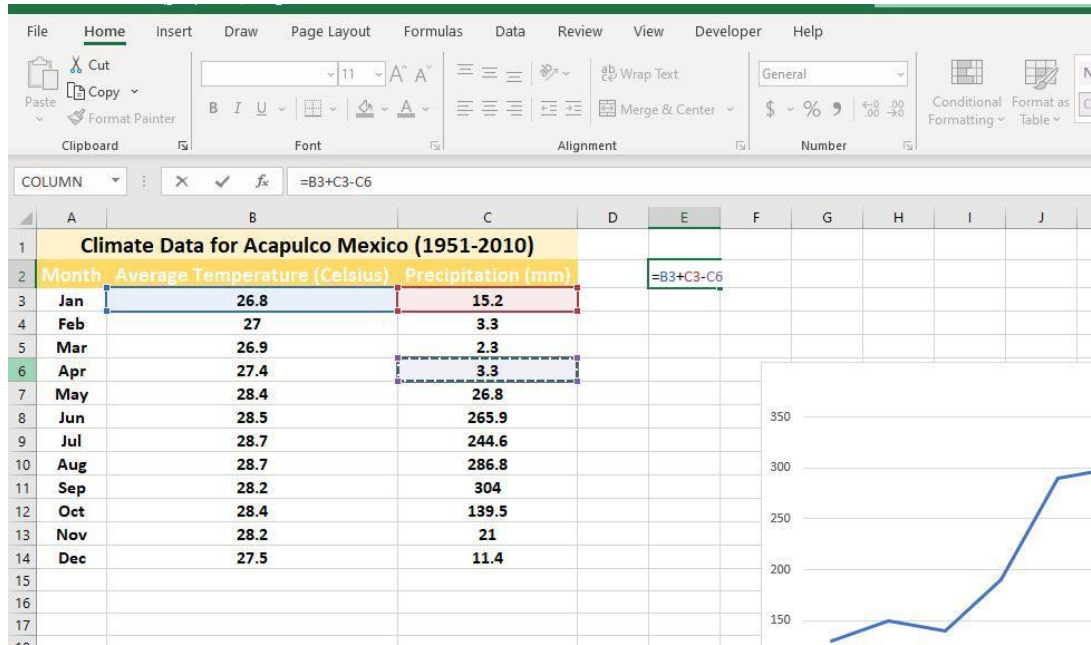 File Home Insert Draw Page Layout Formulas Data Review View Developer Help
Cut
Copy
Paste
Format Painter
11 A A
B I U A
ab Wrap Text
Merge & Center
General
$ % 9 .00 .00
Conditional Formatting
Format as Table
Clipboard Font Alignment Number
COLUMN fx =B3+C3-C6
A B C D E F G H I J
1 Climate Data for Acapulco Mexico (1951-2010)
2 Month Average Temperature (Celsius) Precipitation (mm) =B3+C3-C6
3 Jan 26.8 15.2
4 Feb 27 3.3
5 Mar 26.9 2.3
6 Apr 27.4 3.3
7 May 28.4 26.8
8 Jun 28.5 265.9
9 Jul 28.7 244.6
10 Aug 28.7 286.8
11 Sep 28.2 304
12 Oct 28.4 139.5
13 Nov 28.2 21
14 Dec 27.5 11.4
15
16
17
350
300
250
200
150